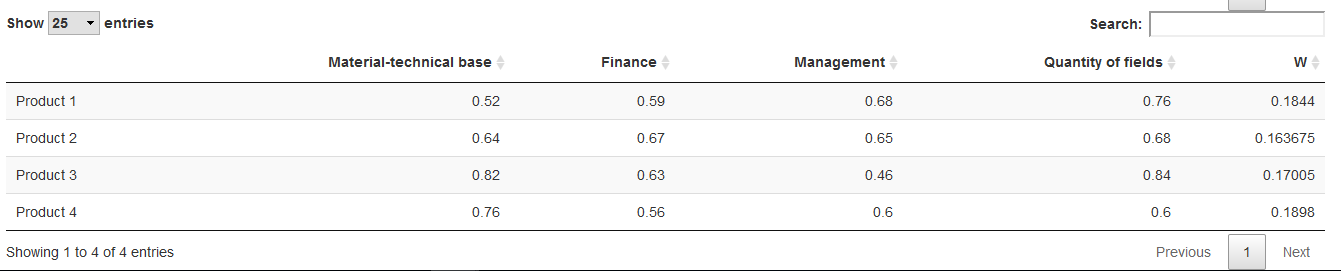 Show 25 entries
Search:
Material-technical base Finance Management Quantity of fields W
Product 1 0.52 0.59 0.68 0.76 0.1844
Product 2 0.64 0.67 0.65 0.68 0.163675
Product 3 0.82 0.63 0.46 0.84 0.17005
Product 4 0.76 0.56 0.6 0.6 0.1898
Showing 1 to 4 of 4 entries
Previous 1 Next